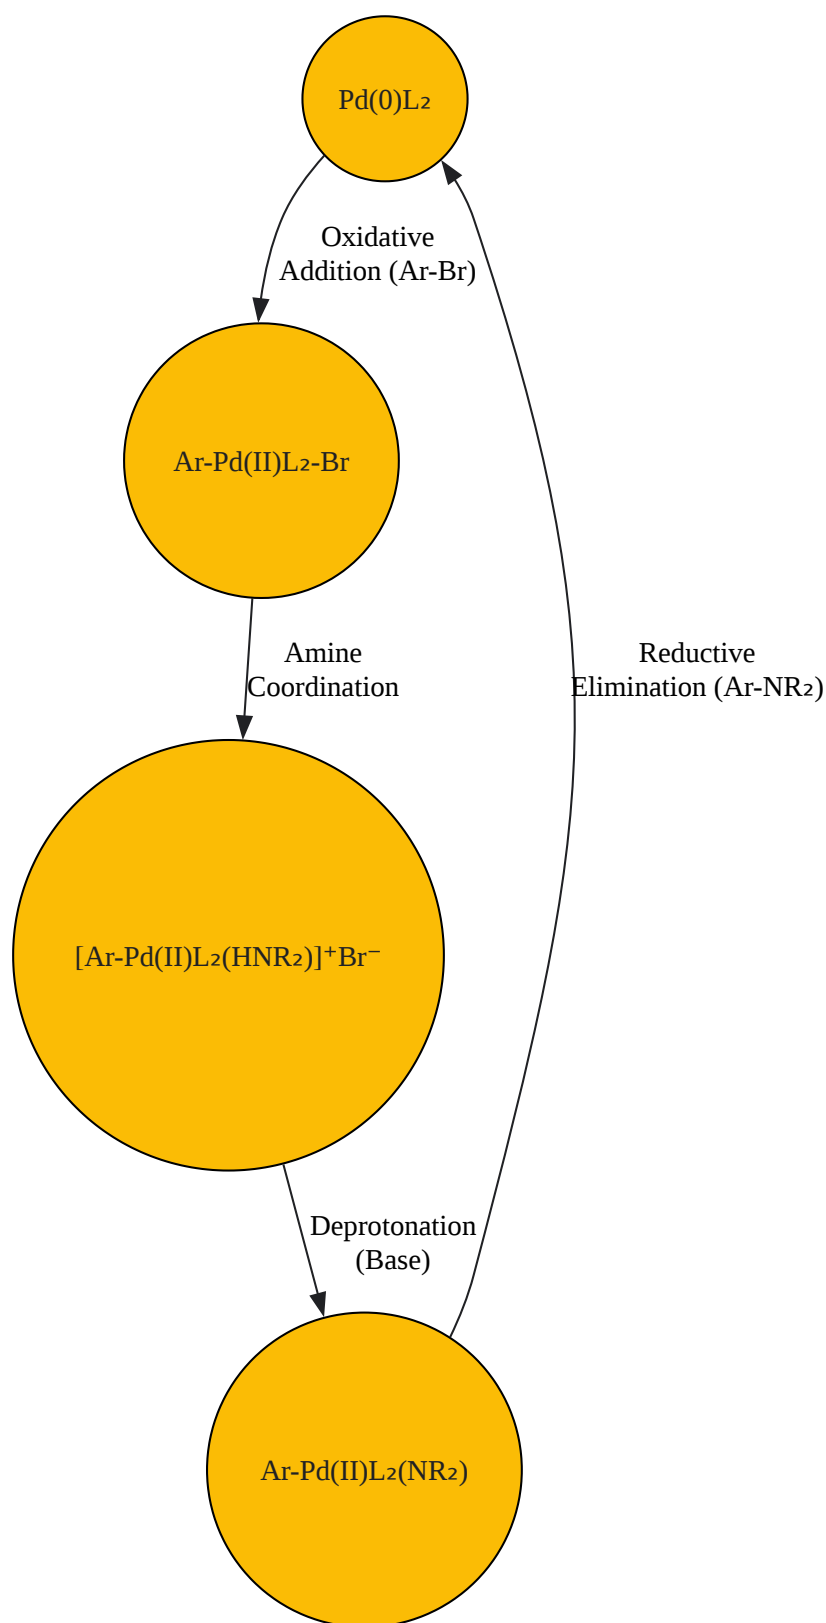 Pd(0)L₂
Oxidative
Addition (Ar-Br)
Ar-Pd(II)L₂-Br
Amine
Coordination
Reductive
Elimination (Ar-NR₂)
[Ar-Pd(II)L₂(HNR₂)]⁺Br⁻
Deprotonation
(Base)
Ar-Pd(II)L₂(NR₂)